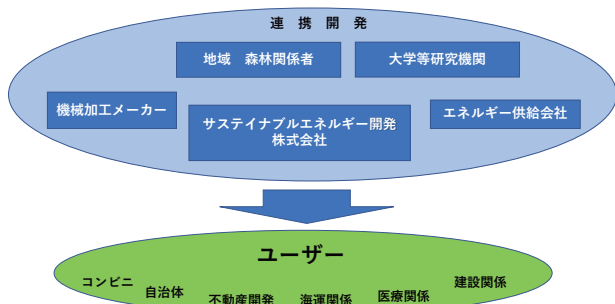 連 携 開 発
地域　森林関係者
大学等研究機関
機械加工メーカー
サステイナブルエネルギー開発
株式会社
エネルギー供給会社
ユーザー
コンビニ
自治体
不動産開発
海運関係
医療関係
建設関係